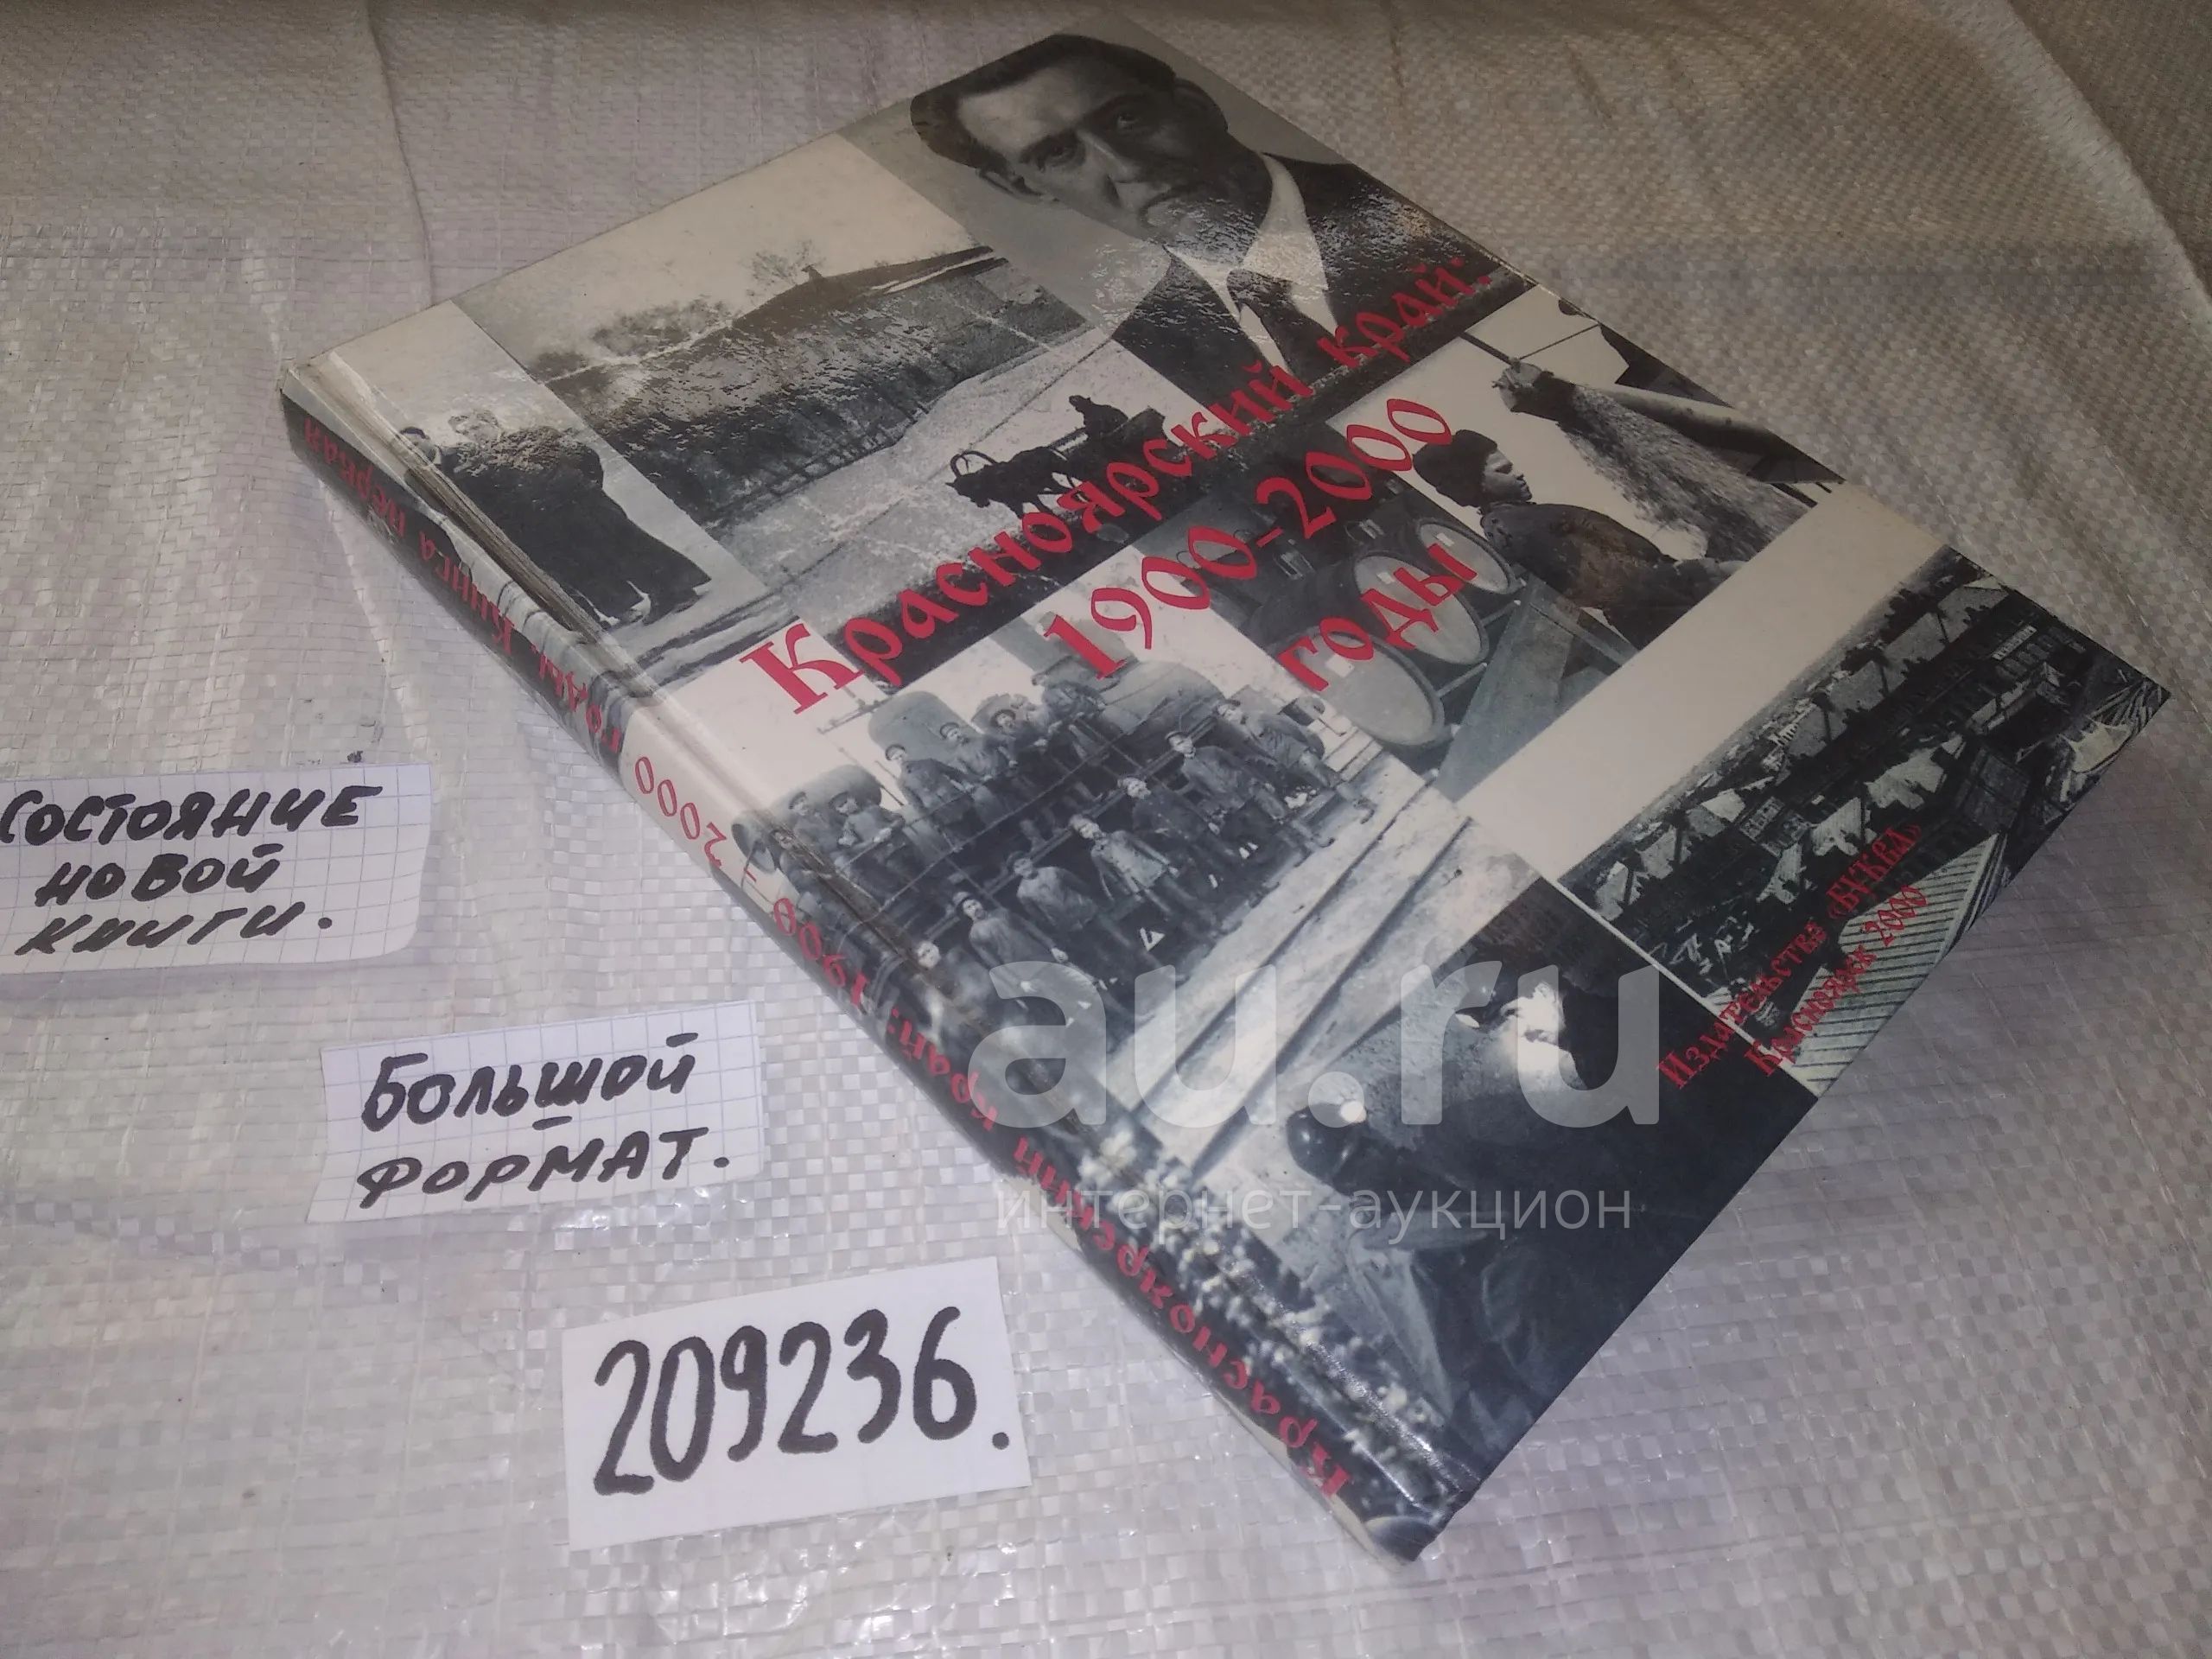 Красноярский край:
1900-2000
годы
Издательство «БУКВА»
Красноярск 2000
Красноярский край: 1900 - 2000 годы. Книга первая
СОСТОЯНИЕ
НОВОЙ
КНИГИ.
БОЛЬШОЙ
ФОРМАТ.
209236.
au.ru
интернет-аукцион